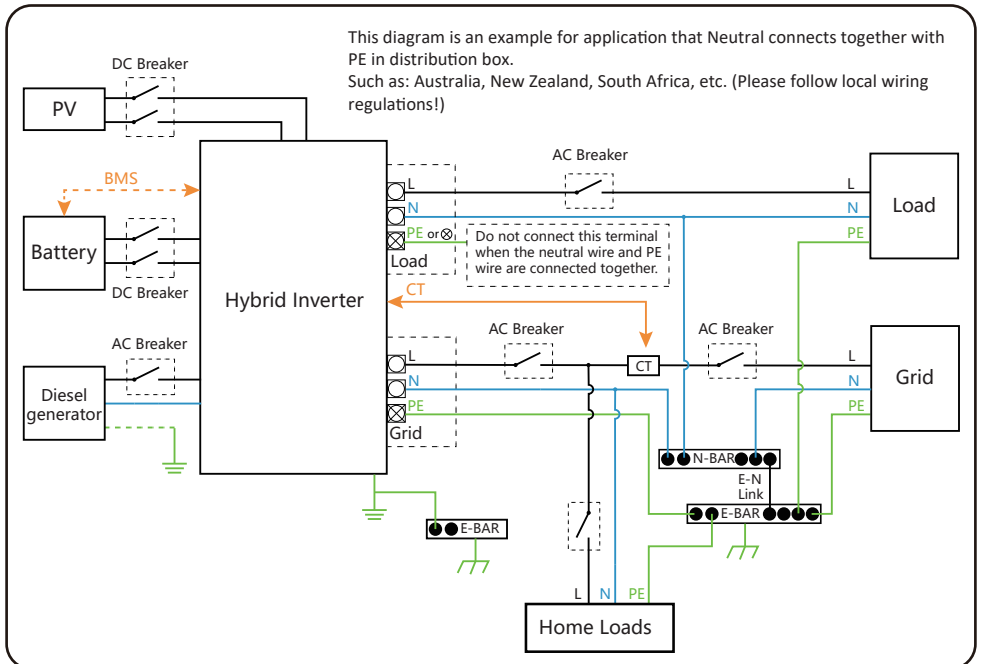 This diagram is an example for application that Neutral connects together with
PE in distribution box.
Such as: Australia, New Zealand, South Africa, etc. (Please follow local wiring
regulations!)
DC Breaker
PV
AC Breaker
BMS
L
L
N
N
Load
PE or⊗
PE
Do not connect this terminal
when the neutral wire and PE
wire are connected together.
Battery
Load
DC Breaker
Hybrid Inverter
CT
AC Breaker
AC Breaker
AC Breaker
L
CT
L
N
N
Grid
Diesel
generator
PE
PE
Grid
N-BAR
E-N
Link
E-BAR
E-BAR
L
N
PE
Home Loads